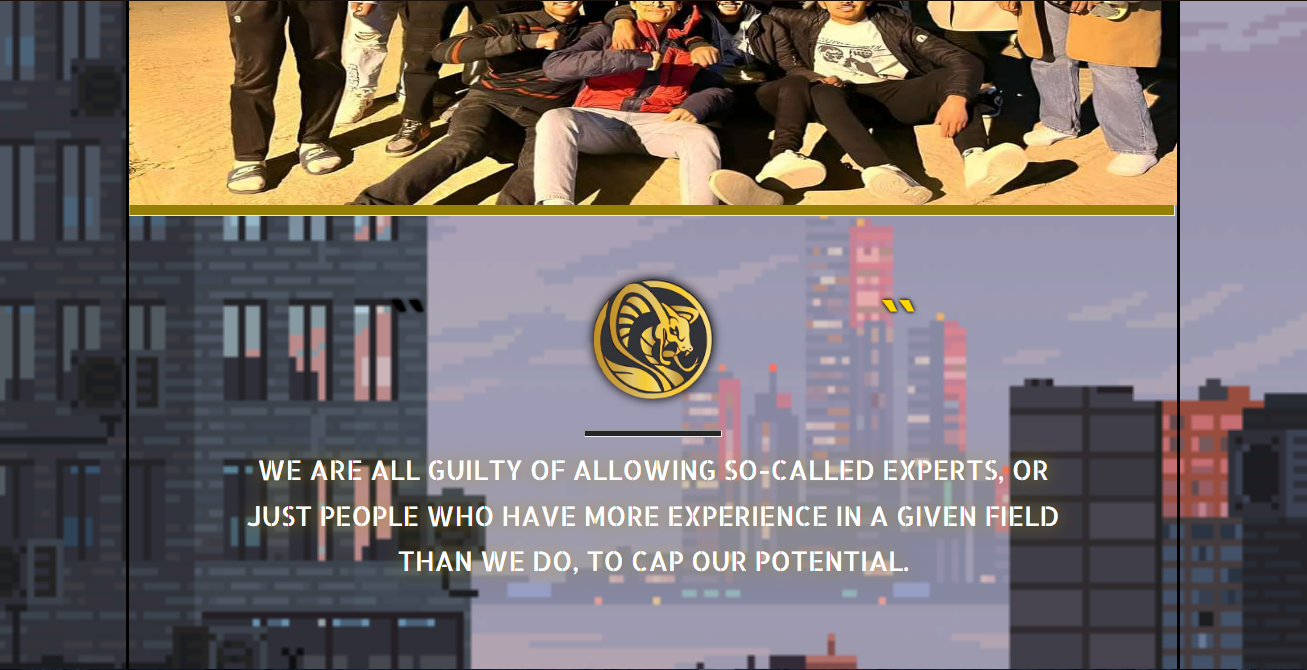 WE ARE ALL GUILTY OF ALLOWING SO-CALLED EXPERTS, OR
JUST PEOPLE WHO HAVE MORE EXPERIENCE IN A GIVEN FIELD
THAN WE DO, TO CAP OUR POTENTIAL.